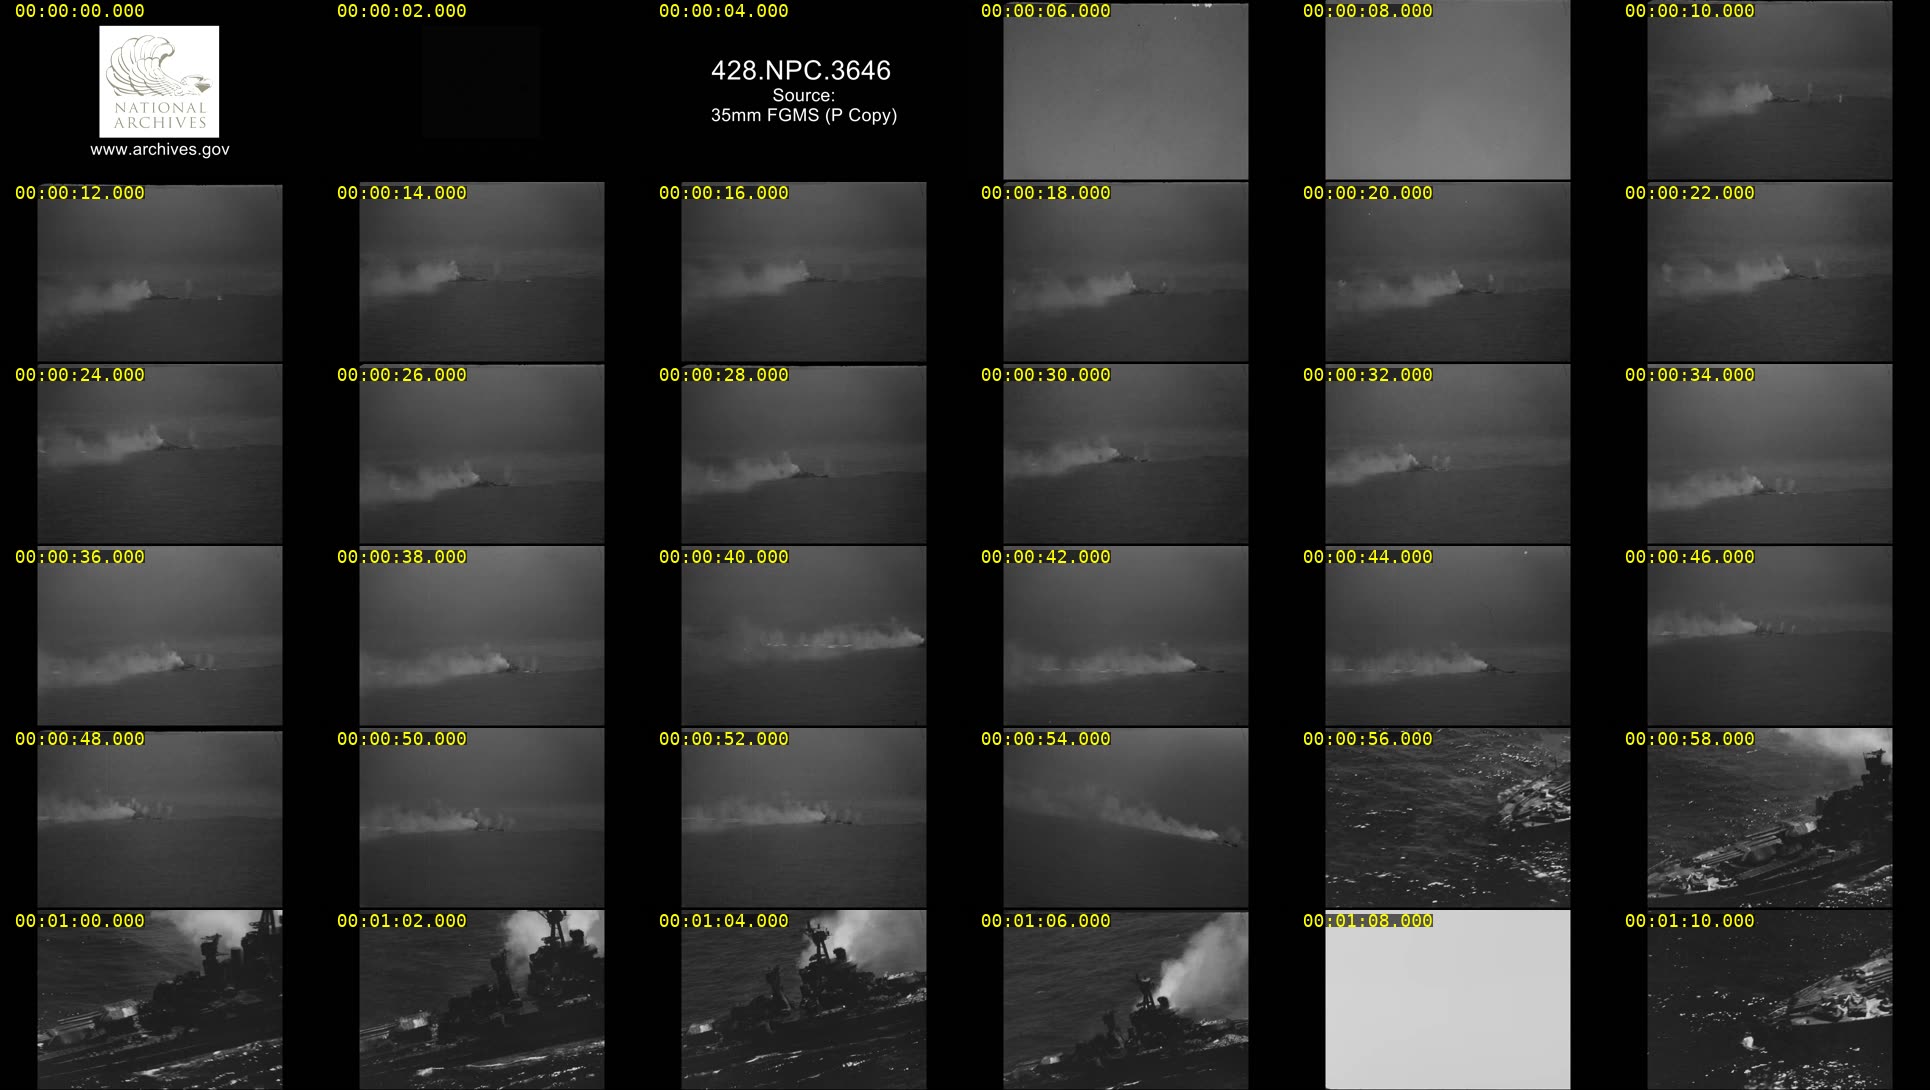 00:00:00.000 00:00:02.000 00:00:04.000 00:00:06.000 00:00:08.000 00:00:10.000
NATIONAL
ARCHIVES
www.archives.gov
428.NPC.3646
Source:
35mm FGMS (P Copy)
00:00:12.000 00:00:14.000 00:00:16.000 00:00:18.000 00:00:20.000 00:00:22.000
00:00:24.000 00:00:26.000 00:00:28.000 00:00:30.000 00:00:32.000 00:00:34.000
00:00:36.000 00:00:38.000 00:00:40.000 00:00:42.000 00:00:44.000 00:00:46.000
00:00:48.000 00:00:50.000 00:00:52.000 00:00:54.000 00:00:56.000 00:00:58.000
00:01:00.000 00:01:02.000 00:01:04.000 00:01:06.000 00:01:08.000 00:01:10.000